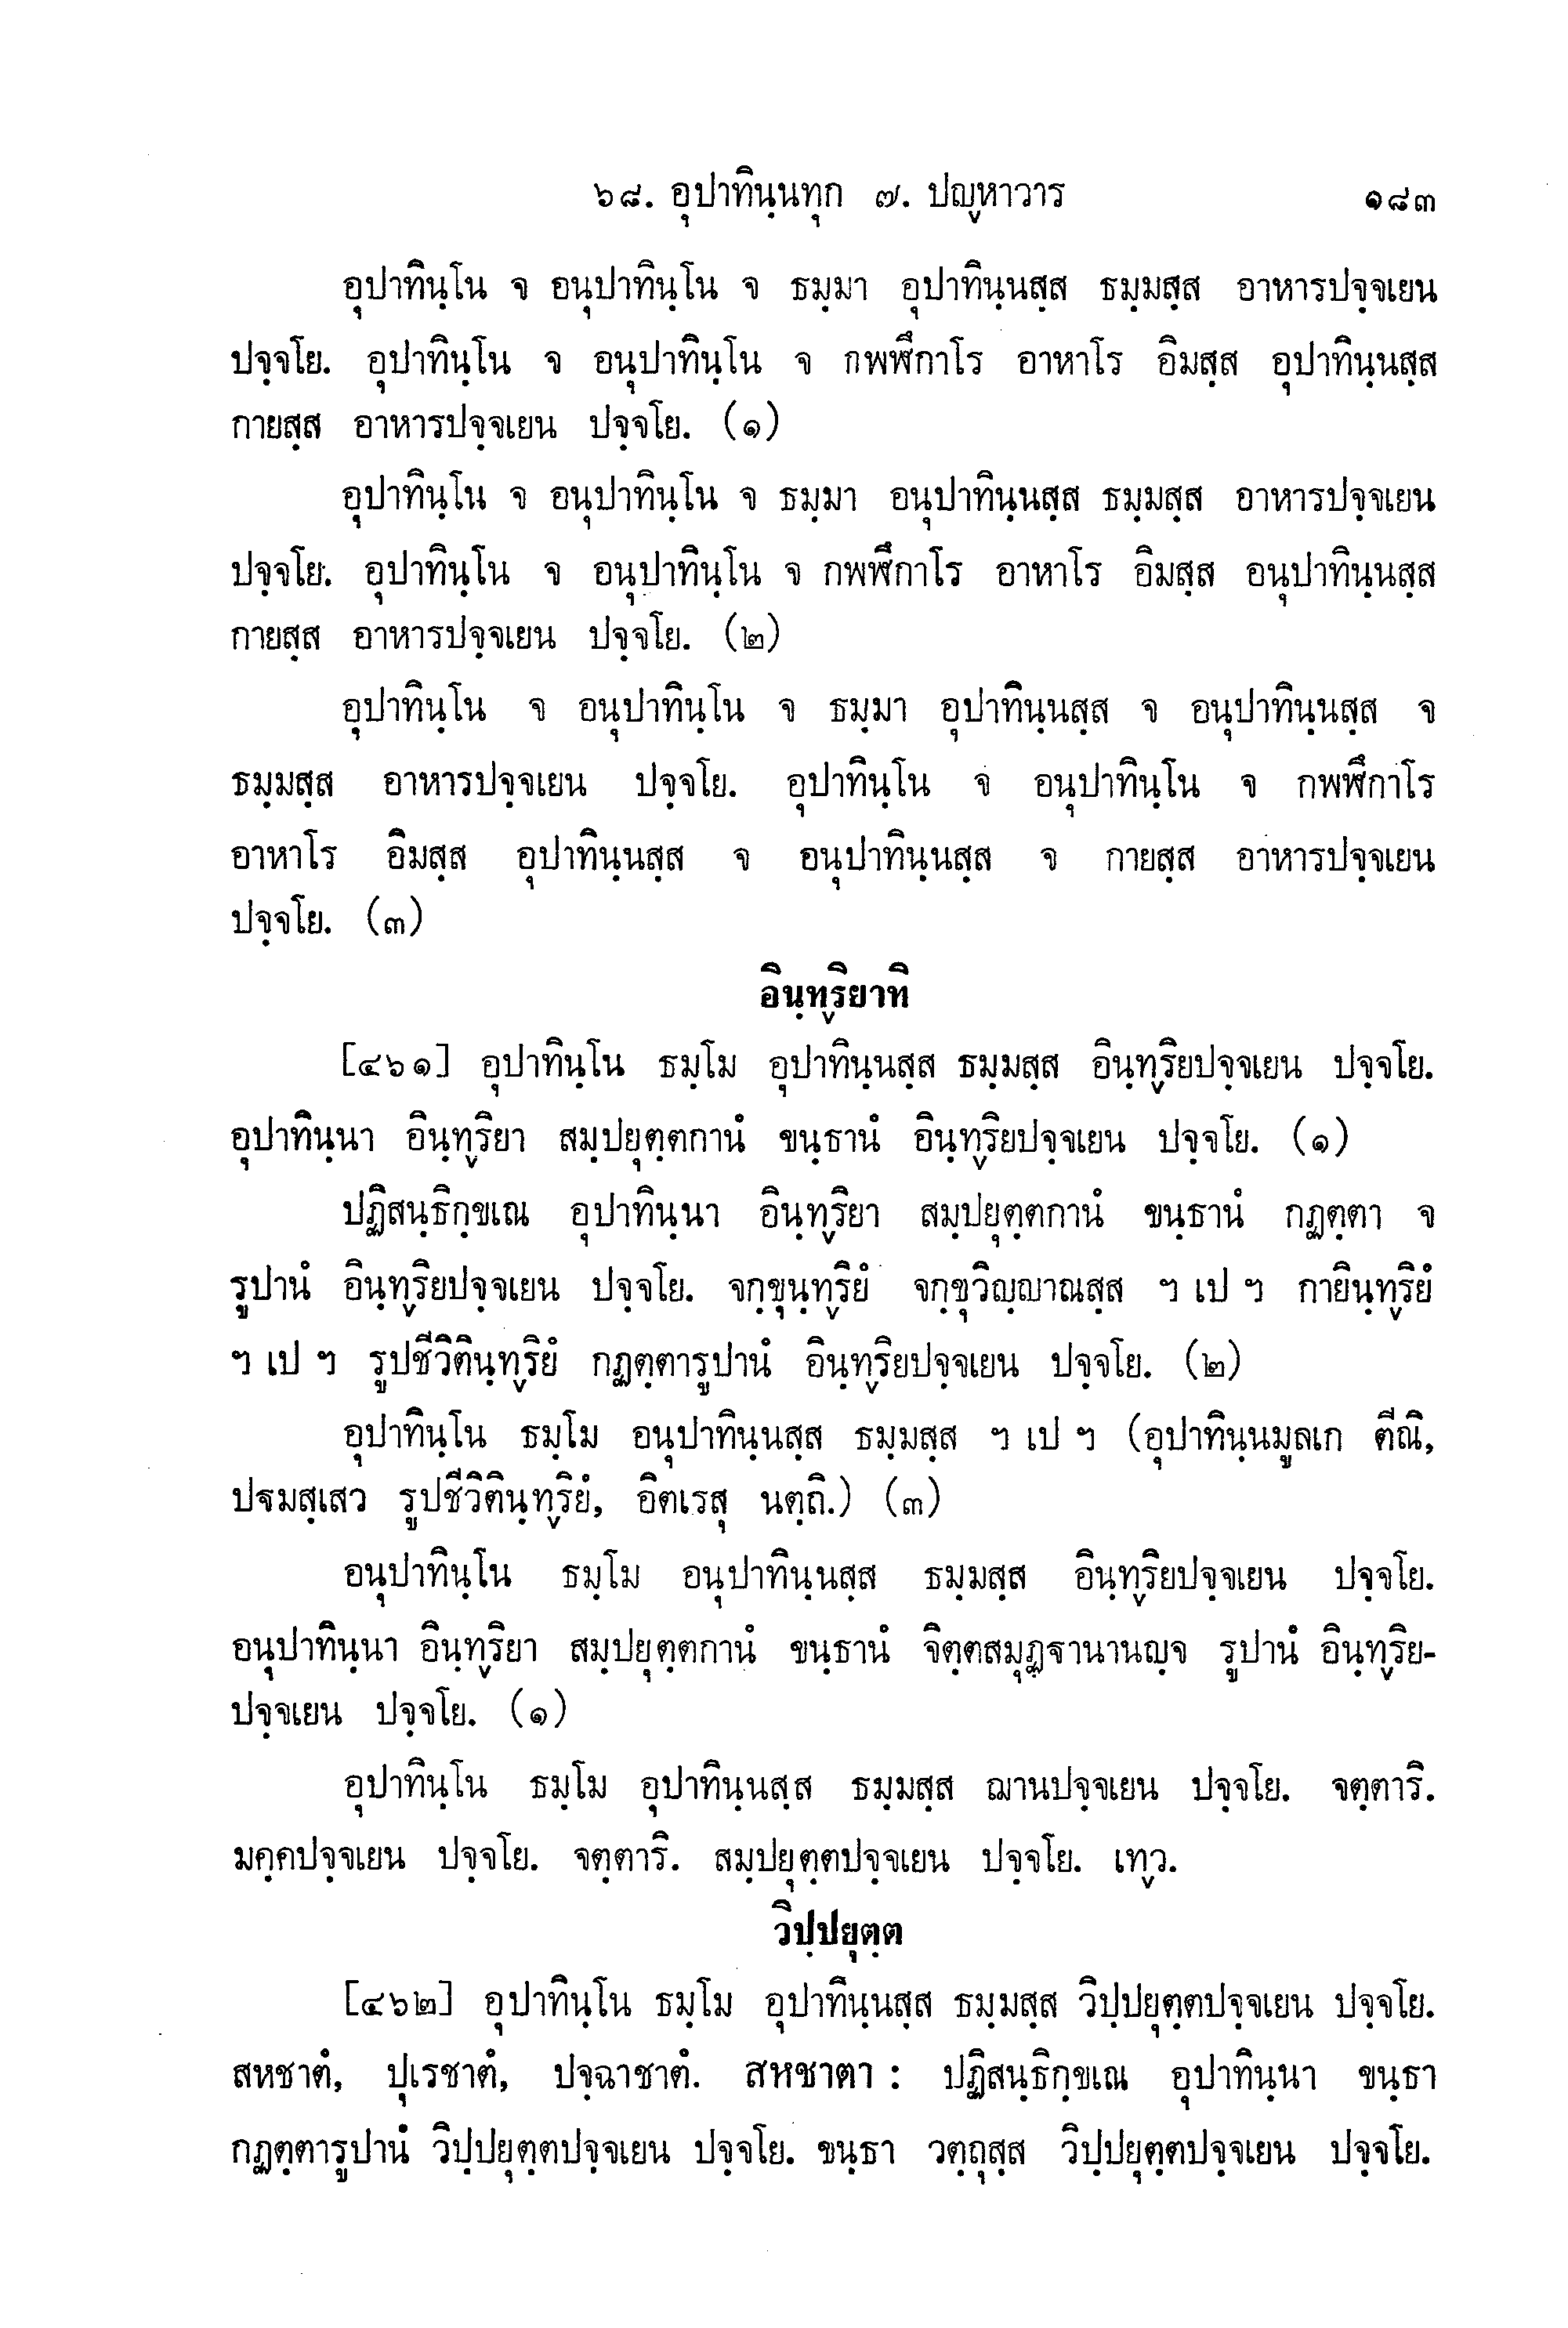 ๖๘. อุปาทินฺนทุก ๗. ปญฺหาวาร ๑๘๓
อุปาทินฺโน จ อนุปาทินฺโน จ ธมฺมา อุปาทินฺนสฺส ธมฺมสฺส อาหารปจฺจเยน
ปจฺจโย. อุปาทินฺโน จ อนุปาทินฺโน จ กพฬีกาโร อาหาโร อิมสฺส อุปาทินฺนสฺส
กายสฺส อาหารปจฺจเยน ปจฺจโย. (๑)
อุปาทินฺโน จ อนุปาทินฺโน จ ธมฺมา อนุปาทินฺนสฺส ธมฺมสฺส อาหารปจฺจเยน
ปจฺจโย. อุปาทินฺโน จ อนุปาทินฺโน จ กพฬีกาโร อาหาโร อิมสฺส อนุปาทินฺนสฺส
กายสฺส อาหารปจฺจเยน ปจฺจโย. (๒)
อุปาทินฺโน จ อนุปาทินฺโน จ ธมฺมา อุปาทินฺนสฺส จ อนุปาทินฺนสฺส จ
ธมฺมสฺส อาหารปจฺจเยน ปจฺจโย. อุปาทินฺโน จ อนุปาทินฺโน จ กพฬีกาโร
อาหาโร อิมสฺส อุปาทินฺนสฺส จ อนุปาทินฺนสฺส จ กายสฺส อาหารปจฺจเยน
ปจฺจโย. (๓)
อินฺทฺริยาทิ
[๔๖๑] อุปาทินฺโน ธมฺโม อุปาทินฺนสฺส ธมฺมสฺส อินฺทฺริยปจฺจเยน ปจฺจโย.
อุปาทินฺนา อินฺทฺริยา สมฺปยุตฺตกานํ ขนฺธานํ อินฺทฺริยปจฺจเยน ปจฺจโย. (๑)
ปฏิสนฺธิกฺขเณ อุปาทินฺนา อินฺทฺริยา สมฺปยุตฺตกานํ ขนฺธานํ กฏตฺตา จ
รูปานํ อินฺทฺริยปจฺจเยน ปจฺจโย. จกฺขุนฺทฺริยํ จกฺขุวิญฺญาณสฺส ฯ เป ฯ กายินฺทฺริยํ
ฯ เป ฯ รูปชีวิตินฺทฺริยํ กฏตฺตารูปานํ อินฺทฺริยปจฺจเยน ปจฺจโย. (๒)
อุปาทินฺโน ธมฺโม อนุปาทินฺนสฺส ธมฺมสฺส ฯ เป ฯ (อุปาทินฺนมูลเก ตีณิ,
ปฐมสฺเสว รูปชีวิตินฺทฺริยํ, อิตเรสุ นตฺถิ.) (๓)
อนุปาทินฺโน ธมฺโม อนุปาทินฺนสฺส ธมฺมสฺส อินฺทฺริยปจฺจเยน ปจฺจโย.
อนุปาทินฺนา อินฺทฺริยา สมฺปยุตฺตกานํ ขนฺธานํ จิตฺตสมุฏฺฐานานญฺจ รูปานํ อินฺทฺริย-
ปจฺจเยน ปจฺจโย. (๑)
อุปาทินฺโน ธมฺโม อุปาทินฺนสฺส ธมฺมสฺส ฌานปจฺจเยน ปจฺจโย. จตฺตาริ.
มคฺคปจฺจเยน ปจฺจโย. จตฺตาริ. สมฺปยุตฺตปจฺจเยน ปจฺจโย. เทฺว.
วิปฺปยุตฺต
[๔๖๒] อุปาทินฺโน ธมฺโม อุปาทินฺนสฺส ธมฺมสฺส วิปฺปยุตฺตปจฺจเยน ปจฺจโย.
สหชาตํ, ปุเรชาตํ, ปจฺฉาชาตํ. สหชาตา : ปฏิสนฺธิกฺขเณ อุปาทินฺนา ขนฺธา
กฏตฺตารูปานํ วิปฺปยุตฺตปจฺจเยน ปจฺจโย. ขนฺธา วตฺถุสฺส วิปฺปยุตฺตปจฺจเยน ปจฺจโย.